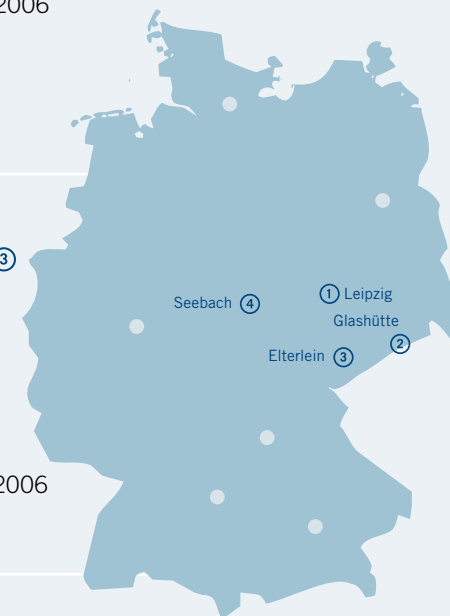 2006
3
Seebach 4
1 Leipzig
Glashütte
2
Elterlein 3
2006